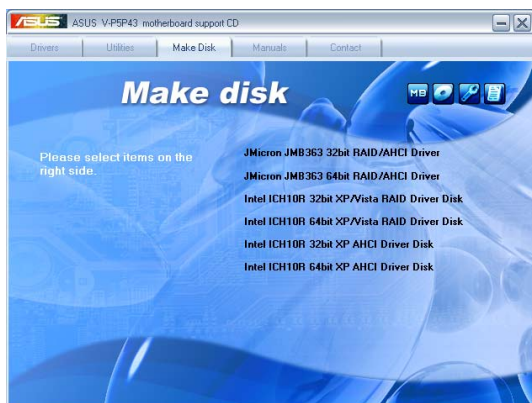 ASUS V-P5P43 motherboard support CD
Drivers Utilities Make Disk Manuals Contact
Make disk
MB
Please select items on the
right side.
JMicron JMB363 32bit RAID/AHCI Driver
JMicron JMB363 64bit RAID/AHCI Driver
Intel ICH10R 32bit XP/Vista RAID Driver Disk
Intel ICH10R 64bit XP/Vista RAID Driver Disk
Intel ICH10R 32bit XP AHCI Driver Disk
Intel ICH10R 64bit XP AHCI Driver Disk